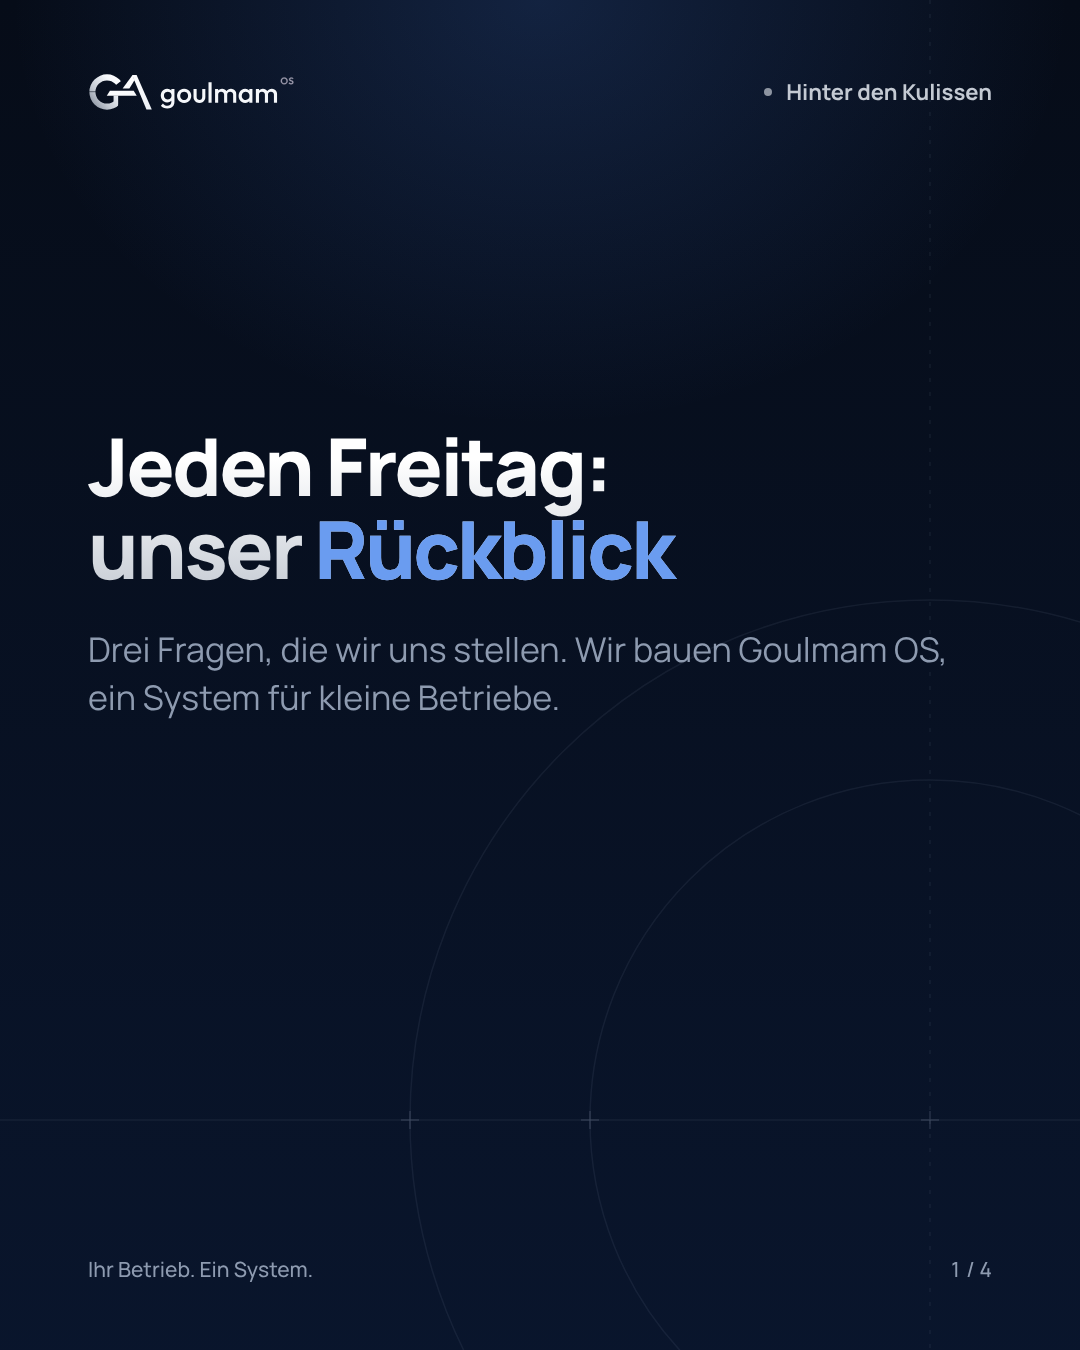 GA goulmam OS
Hinter den Kulissen
Jeden Freitag:
unser Rückblick
Drei Fragen, die wir uns stellen. Wir bauen Goulmam OS,
ein System für kleine Betriebe.
Ihr Betrieb. Ein System.
1 / 4